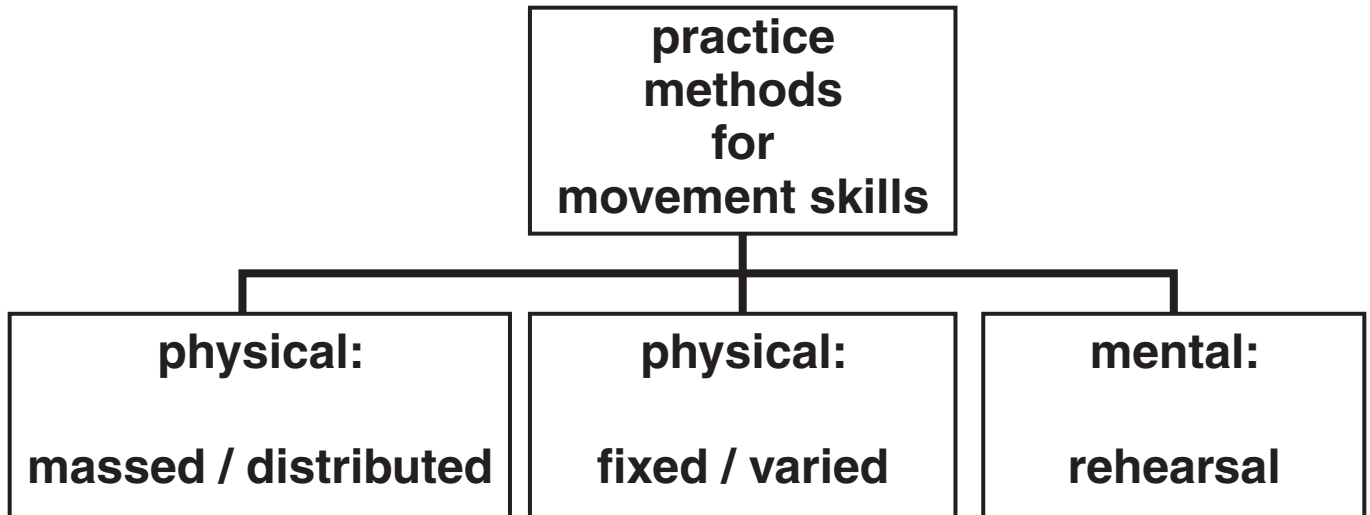 practice
methods
for
movement skills
physical:
massed / distributed
physical:
fixed / varied
mental:
rehearsal